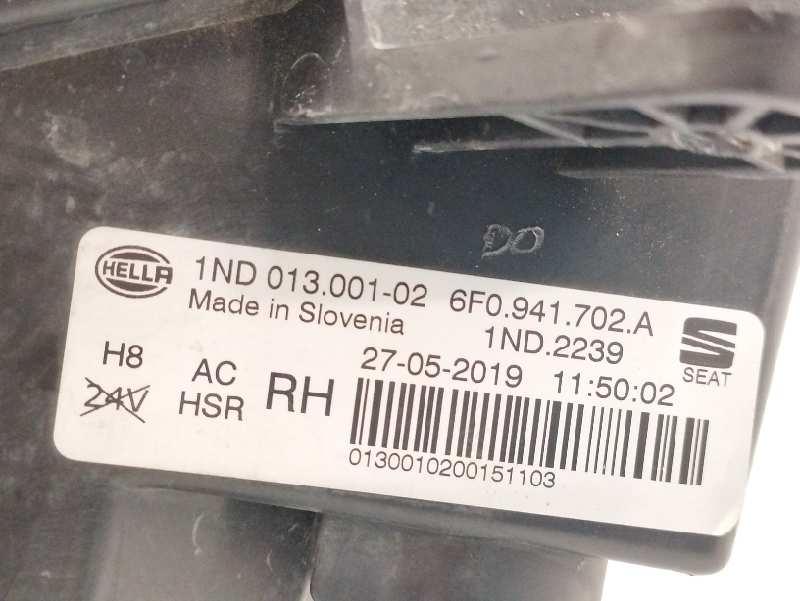 DO
HELLA
1ND 013.001-02 6F0.941.702.A
Made in Slovenia 1ND.2239
SEAT
H8 AC RH 27-05-2019 11:50:02
24V HSR
0130010200151103